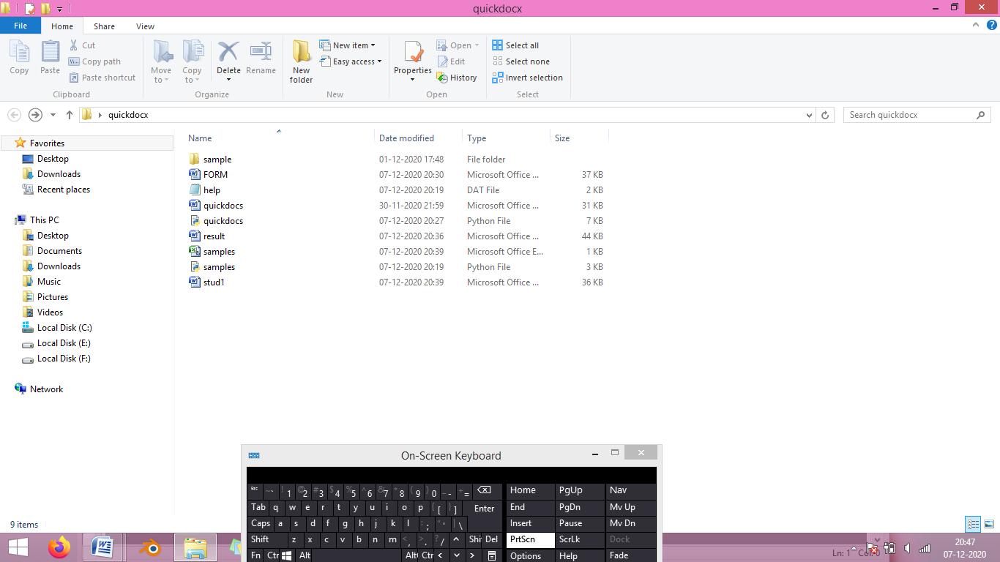 quickdocx
File Home Share View
Copy Paste Cut Copy path Paste shortcut Move to Copy to Delete Rename New folder New item Easy access Properties Open Edit History Select all Select none Invert selection
Clipboard Organize New Open Select
quickdocx Search quickdocx
Name Date modified Type Size
sample 01-12-2020 17:48 File folder
FORM 07-12-2020 20:30 Microsoft Office ... 37 KB
help 07-12-2020 20:19 DAT File 2 KB
quickdocs 30-11-2020 21:59 Microsoft Office ... 31 KB
quickdocs 07-12-2020 20:27 Python File 7 KB
result 07-12-2020 20:36 Microsoft Office ... 44 KB
samples 07-12-2020 20:39 Microsoft Office E... 1 KB
samples 07-12-2020 20:19 Python File 3 KB
stud1 07-12-2020 20:39 Microsoft Office ... 36 KB
Favorites
Desktop
Downloads
Recent places
This PC
Desktop
Documents
Downloads
Music
Pictures
Videos
Local Disk (C:)
Local Disk (E:)
Local Disk (F:)
Network
9 items
On-Screen Keyboard
Esc ~ ` ! 1 @ 2 # 3 $ 4 % 5 ^ 6 & 7 * 8 ( 9 ) 0 _ - + = Home PgUp Nav
Tab q w e r t y u i o p { [ } ] Enter End PgDn Mv Up
Caps a s d f g h j k l : ; " ' | \ Insert Pause Mv Dn
Shift z x c v b n m < , > . ? / ^ Shi Del PrtScn ScrLk Dock
Fn Ctr Alt Alt Ctr Options Help Fade
Ln: 1 Col: 0
20:47
07-12-2020